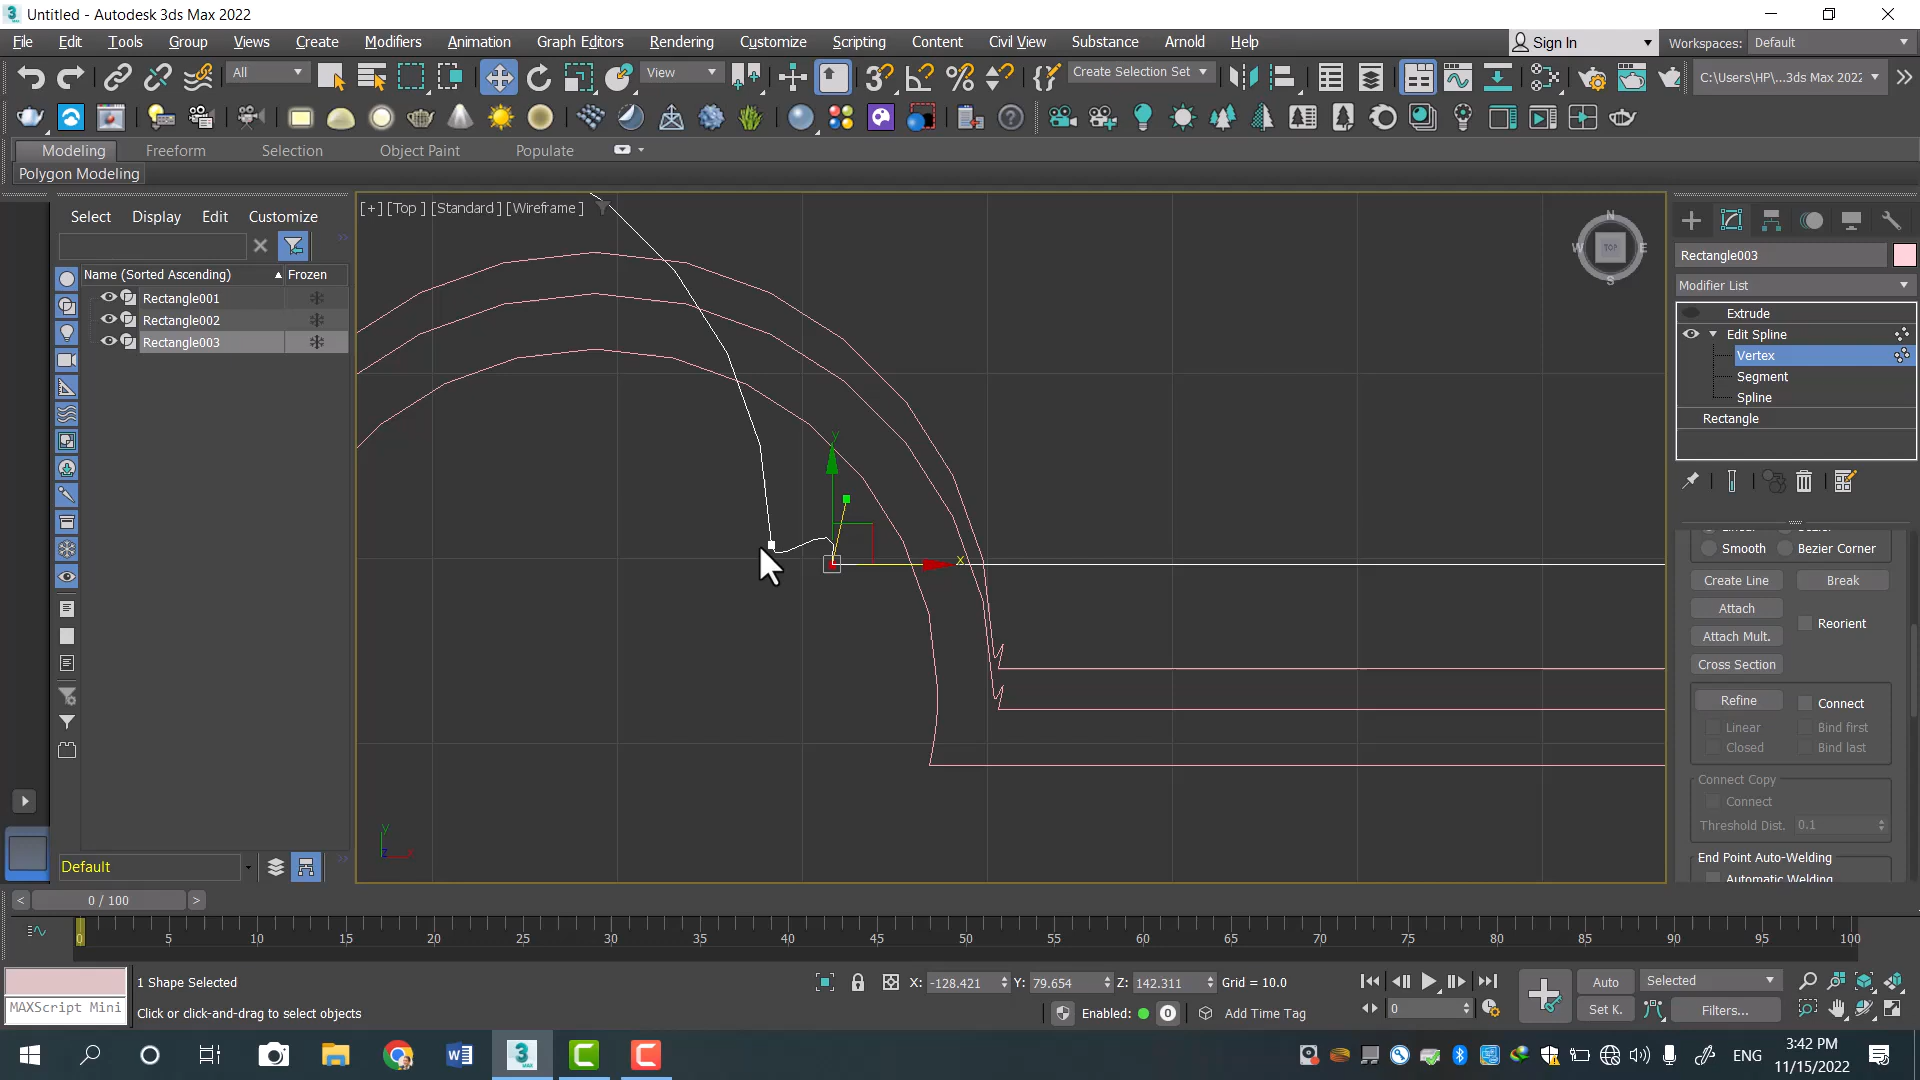 Untitled - Autodesk 3ds Max 2022
File Edit Tools Group Views Create Modifiers Animation Graph Editors Rendering Customize Scripting Content Civil View Substance Arnold Help
Sign In
Workspaces: Default
All
View
Create Selection Set
C:\Users\HP\...3ds Max 2022
Modeling Freeform Selection Object Paint Populate
Polygon Modeling
Select Display Edit Customize
[+] [Top ] [Standard ] [Wireframe ]
N
W TOP E
S
Name (Sorted Ascending) Frozen
Rectangle001
Rectangle002
Rectangle003
Rectangle003
Modifier List
Extrude
Edit Spline
Vertex
Segment
Spline
Rectangle
y
x
Smooth Bezier Corner
Create Line Break
Attach
Reorient
Attach Mult.
Cross Section
Refine Connect
Linear Bind first
Closed Bind last
Connect Copy
Connect
Threshold Dist. 0.1
End Point Auto-Welding
Automatic Welding
y
z x
Default
< 0 / 100 >
0 5 10 15 20 25 30 35 40 45 50 55 60 65 70 75 80 85 90 95 100
1 Shape Selected
X: -128.421 Y: 79.654 Z: 142.311 Grid = 10.0
Auto Selected
MAXScript Mini
Click or click-and-drag to select objects
Enabled: 0 Add Time Tag
0
Set K. Filters...
ENG
3:42 PM
11/15/2022